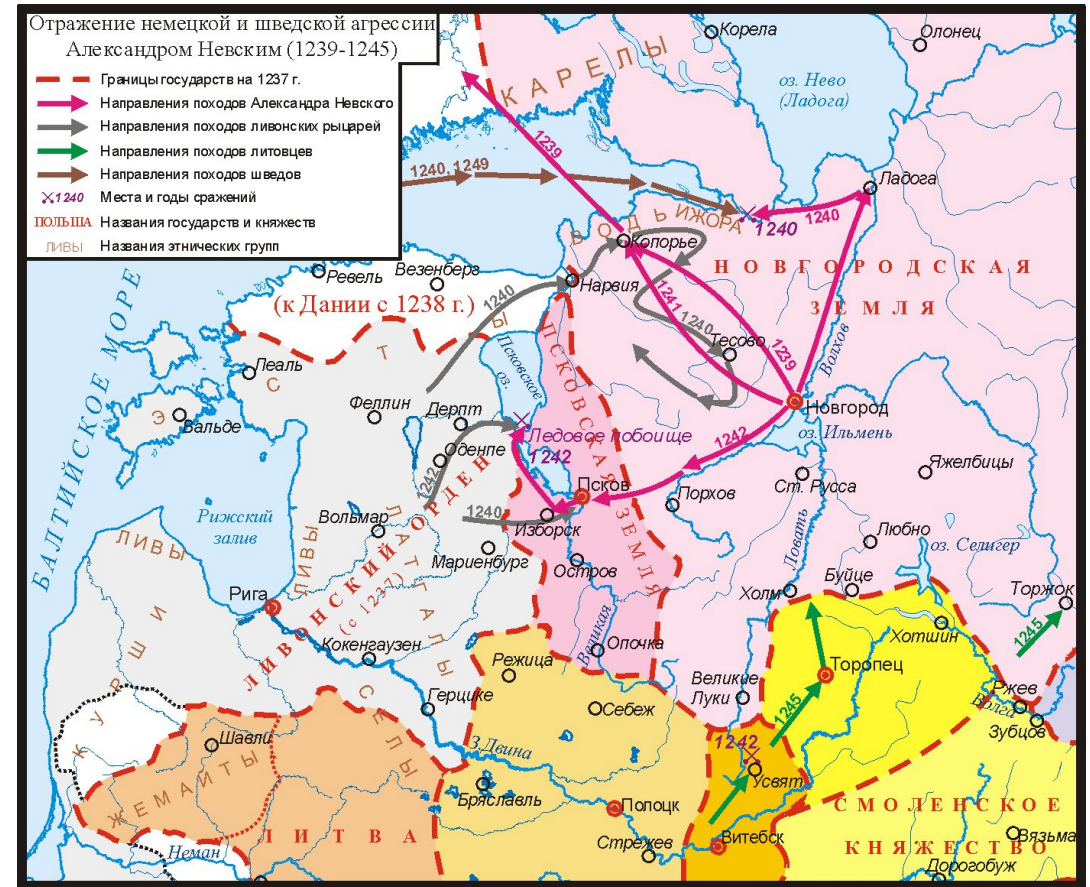 Отражение немецкой и шведской агрессии
Александром Невским (1239-1245)
Границы государств на 1237 г.
Направления походов Александра Невского
Направления походов ливонских рыцарей
Направления походов литовцев
Направления походов шведов
1240 Места и годы сражений
ПОЛЬША Названия государств и княжеств
ЛИВЫ Названия этнических групп
КАРЕЛЫ
Корела
Олонец
оз. Нево
(Ладога)
1239
1240, 1249
Ладога
1240
1240
ВОДЬ
ИЖОРА
Копорье
НОВГОРОДСКАЯ
ЗЕМЛЯ
Ревель
Везенберг
Нарвия
(к Дании с 1238 г.)
1240
1241
1240
1239
Тесово
Волхов
БАЛТИЙСКОЕ МОРЕ
Леаль
ЭСТЫ
Вальде
Феллин
Дерпт
Оденпе
Псковское
оз.
ПСКОВСКАЯ ЗЕМЛЯ
Новгород
оз. Ильмень
Ледовое побоище
1242
1242
1242
Яжелбицы
Ст. Русса
Псков
Порхов
Рижский
залив
Вольмар
1240
Изборск
Мариенбург
Остров
Ловать
Любно
оз. Селигер
ЛИВЫ
ЛИВЫ
ЛАТГАЛЫ
ЛИВОНСКИЙ ОРДЕН
(с 1237)
Рига
Холм
Буйце
Торжок
1245
Хотшин
Кокенгаузен
Великая
Опочка
КУРШИ
СЕЛЫ
Герцике
Режица
Себеж
Великие
Луки
Торопец
1245
Ржев
Волга
Зубцов
Шавли
ЖЕМАЙТЫ
З.Двина
1242
Усвят
Бряславль
Полоцк
СМОЛЕНСКОЕ
КНЯЖЕСТВО
Вязьма
ЛИТВА
Неман
Стрежев
Витебск
Дорогобуж